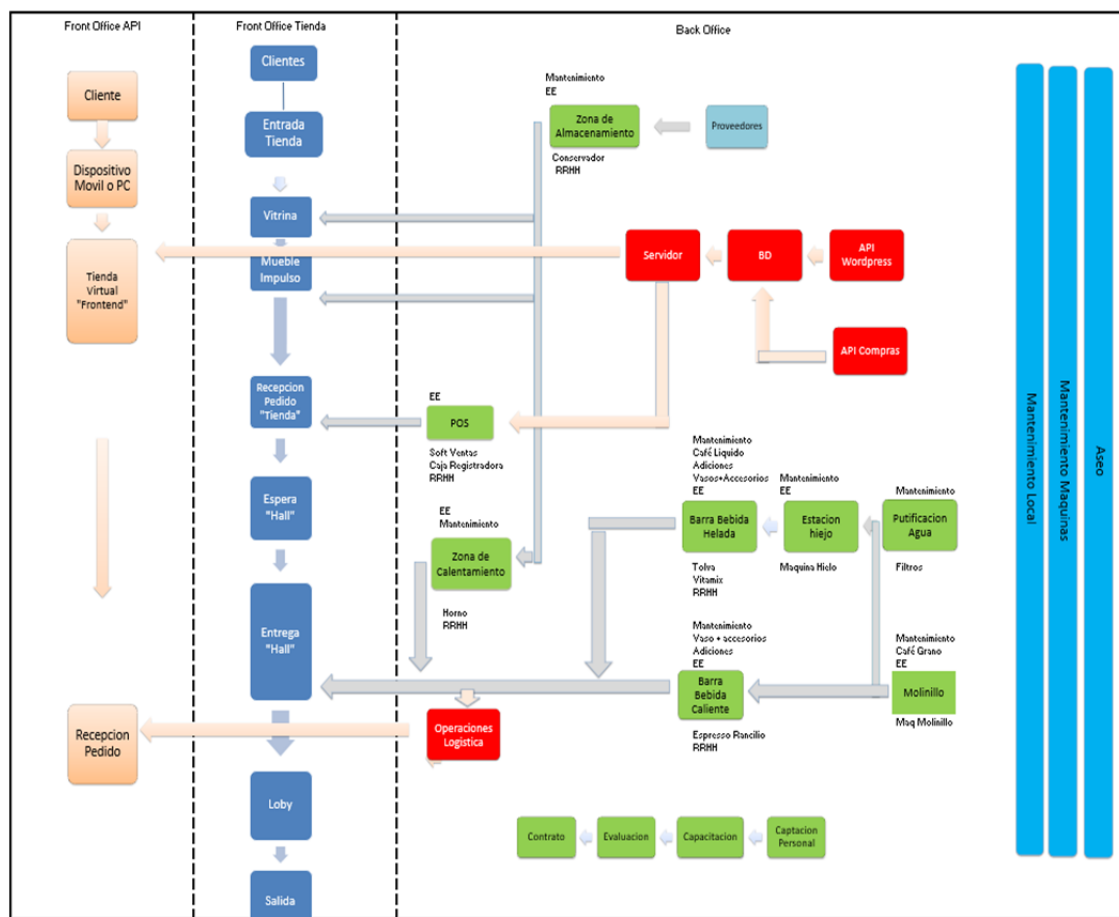 Front Office API
Front Office Tienda
Back Office
Cliente
Dispositivo
Movil o PC
Tienda
Virtual
"Frontend"
Recepcion
Pedido
Clientes
Entrada
Tienda
Vitrina
Mueble
Impulso
Recepcion
Pedido
"Tienda"
Espera
"Hall"
Entrega
"Hall"
Loby
Salida
Mantenimiento
EE
Zona de
Almacenamiento
Conservador
RRHH
Proveedores
Servidor
BD
API
Wordpress
API Compras
EE
POS
Soft Ventas
Caja Registradora
RRHH
EE
Mantenimiento
Zona de
Calentamiento
Horno
RRHH
Mantenimiento
Café Liquido
Adiciones
Vasos+Accesorios
EE
Barra Bebida
Helada
Tolva
Vitamix
RRHH
Mantenimiento
EE
Estacion
hiejo
Maquina Hielo
Mantenimiento
Putificacion
Agua
Filtros
Mantenimiento
Vaso + accesorios
Adiciones
EE
Barra
Bebida
Caliente
Espresso Rancilio
RRHH
Mantenimiento
Café Grano
EE
Molinillo
Maq Molinillo
Operaciones
Logistica
Contrato
Evaluacion
Capacitacion
Captacion
Personal
Mantenimiento Local
Mantenimiento Maquinas
Aseo